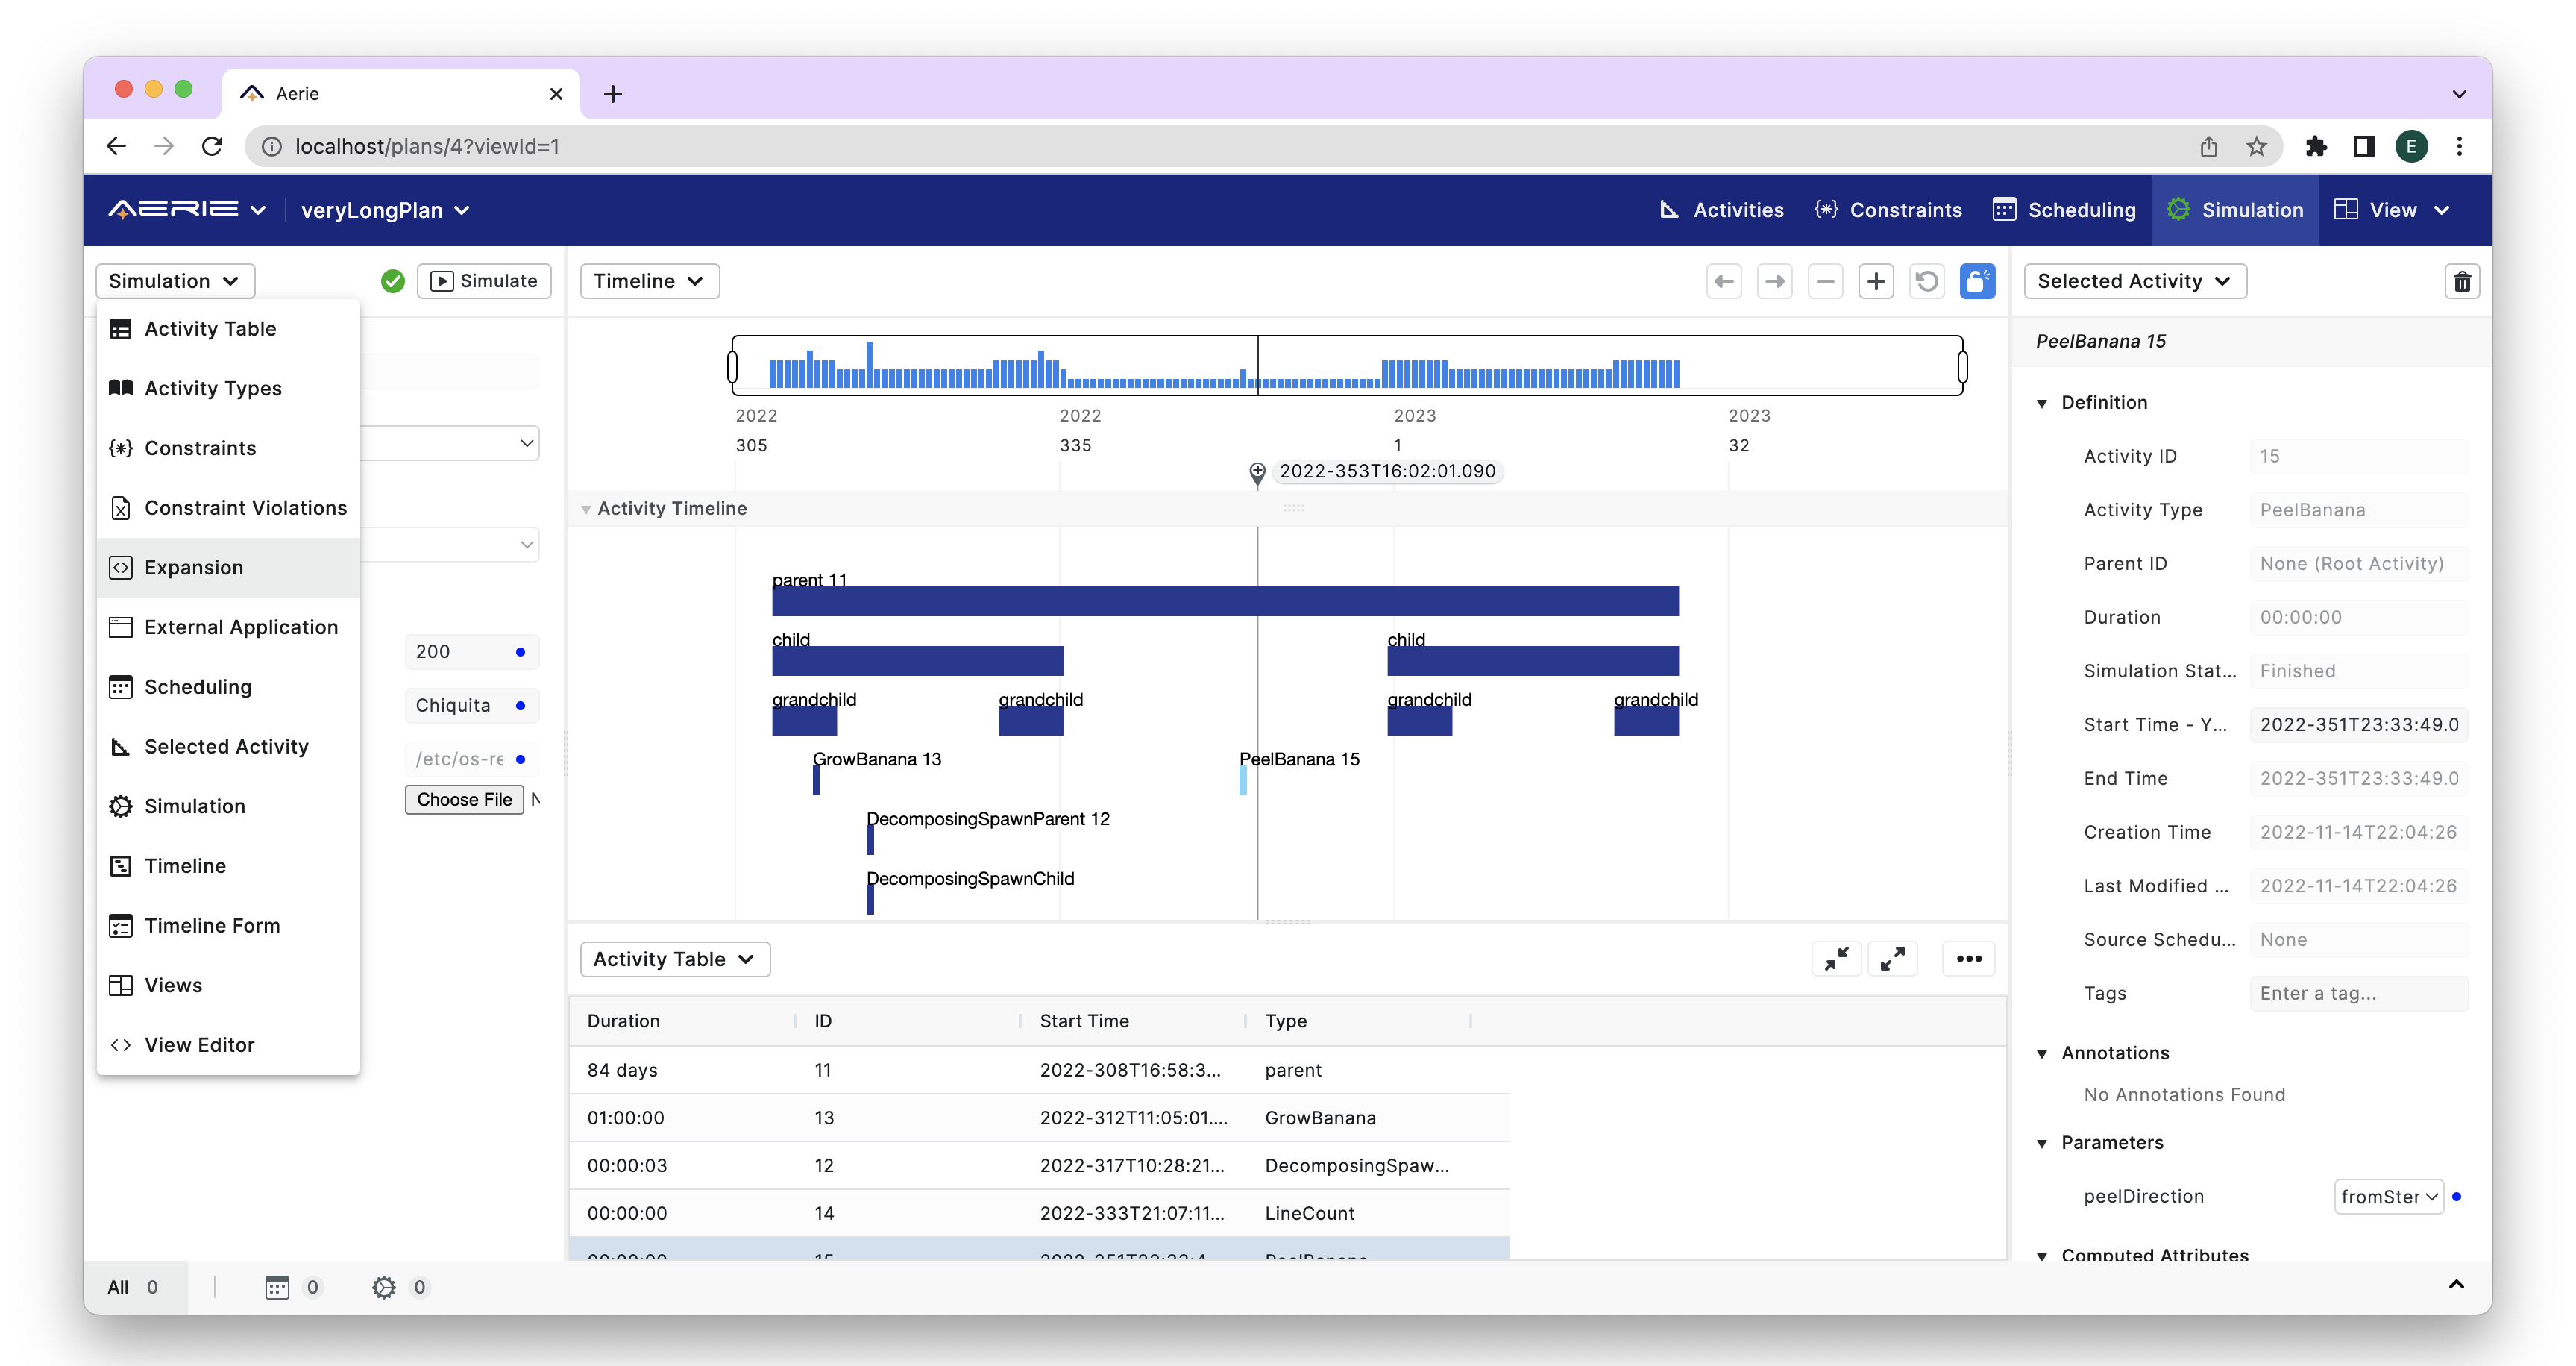 Aerie
localhost/plans/4?viewId=1
E
AERIE
veryLongPlan
Activities
Constraints
Scheduling
Simulation
View
Simulation
Simulate
Activity Table
Activity Types
Constraints
Constraint Violations
Expansion
External Application
Scheduling
Selected Activity
Simulation
Timeline
Timeline Form
Views
View Editor
200
Chiquita
/etc/os-re
Choose File N
Timeline
2022 2022 2023 2023
305 335 1 32
2022-353T16:02:01.090
Activity Timeline
parent 11
child child
grandchild grandchild grandchild grandchild
GrowBanana 13 PeelBanana 15
DecomposingSpawnParent 12
DecomposingSpawnChild
Activity Table
Duration ID Start Time Type
84 days 11 2022-308T16:58:3... parent
01:00:00 13 2022-312T11:05:01.... GrowBanana
00:00:03 12 2022-317T10:28:21... DecomposingSpaw...
00:00:00 14 2022-333T21:07:11... LineCount
00:00:00 15 2022-351T23:33:4 PeelBanana
Selected Activity
PeelBanana 15
Definition
Activity ID 15
Activity Type PeelBanana
Parent ID None (Root Activity)
Duration 00:00:00
Simulation Stat... Finished
Start Time - Y... 2022-351T23:33:49.0
End Time 2022-351T23:33:49.0
Creation Time 2022-11-14T22:04:26
Last Modified ... 2022-11-14T22:04:26
Source Schedu... None
Tags Enter a tag...
Annotations
No Annotations Found
Parameters
peelDirection fromSter
Computed Attributes
All 0 0 0